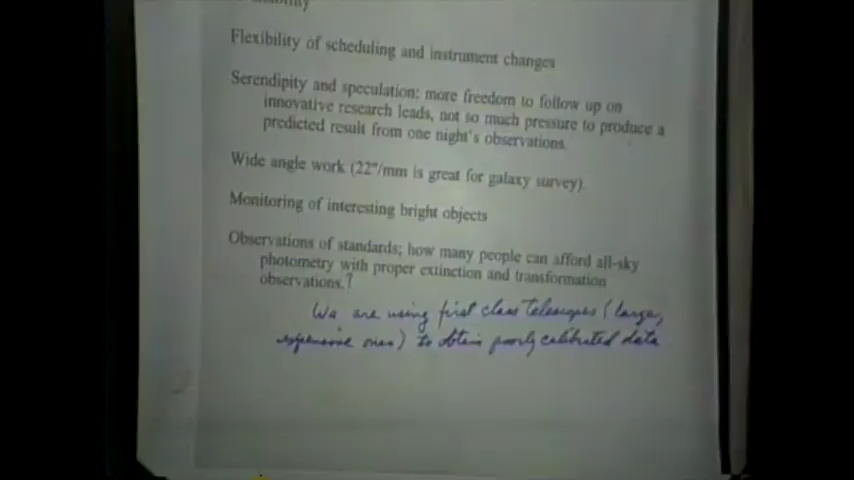 Flexibility of scheduling and instrument changes
Serendipity and speculation: more freedom to follow up on
innovative research leads, not so much pressure to produce a
predicted result from one night's observations.
Wide angle work (22"/mm is great for galaxy survey).
Monitoring of interesting bright objects
Observations of standards; how many people can afford all-sky
photometry with proper extinction and transformation
observations.?
We are using first class telescopes (large,
expensive ones) to obtain poorly calibrated data